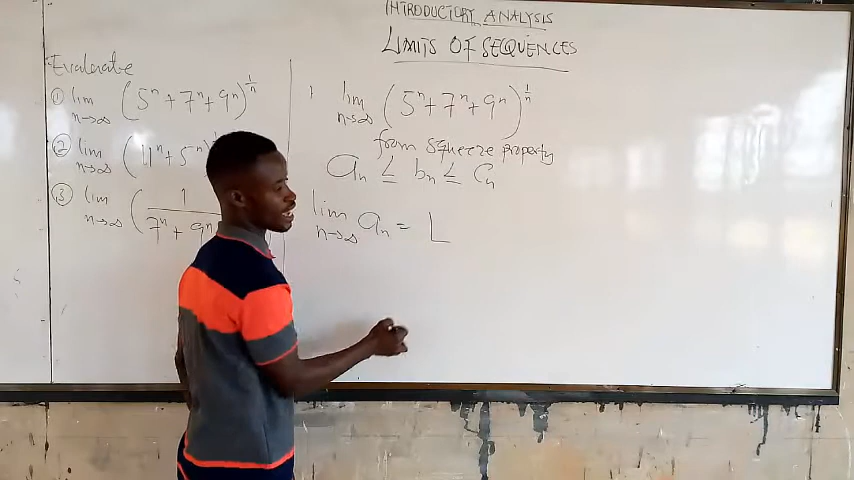 INTRODUCTORY ANALYSIS
LIMITS OF SEQUENCES
Evaluate
① lim n→∞ (5ⁿ + 7ⁿ + 9ⁿ)^{1/n}
② lim n→∞ (11ⁿ + 5⁻ⁿ)
③ lim n→∞ (1 / 7ⁿ + 9ⁿ
1 lim n→∞ (5ⁿ + 7ⁿ + 9ⁿ)^{1/n}
from squeeze property
aₙ ≤ bₙ ≤ Cₙ
lim n→∞ aₙ = L